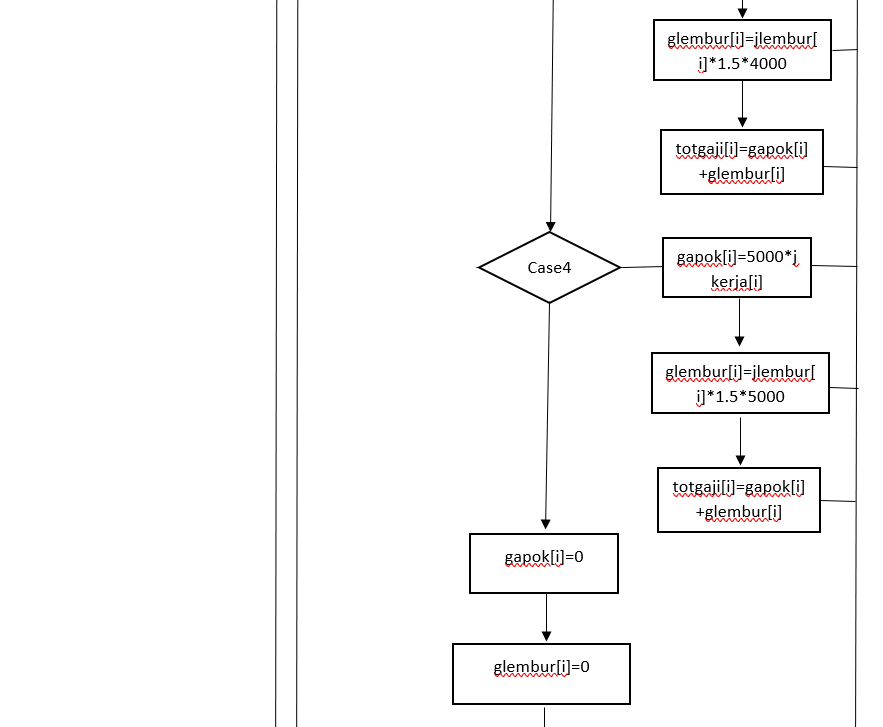 glembur[i]=jlembur[
i]*1.5*4000
totgaji[i]=gapok[i]
+glembur[i]
Case4
gapok[i]=5000*j
kerja[i]
glembur[i]=jlembur[
i]*1.5*5000
totgaji[i]=gapok[i]
+glembur[i]
gapok[i]=0
glembur[i]=0